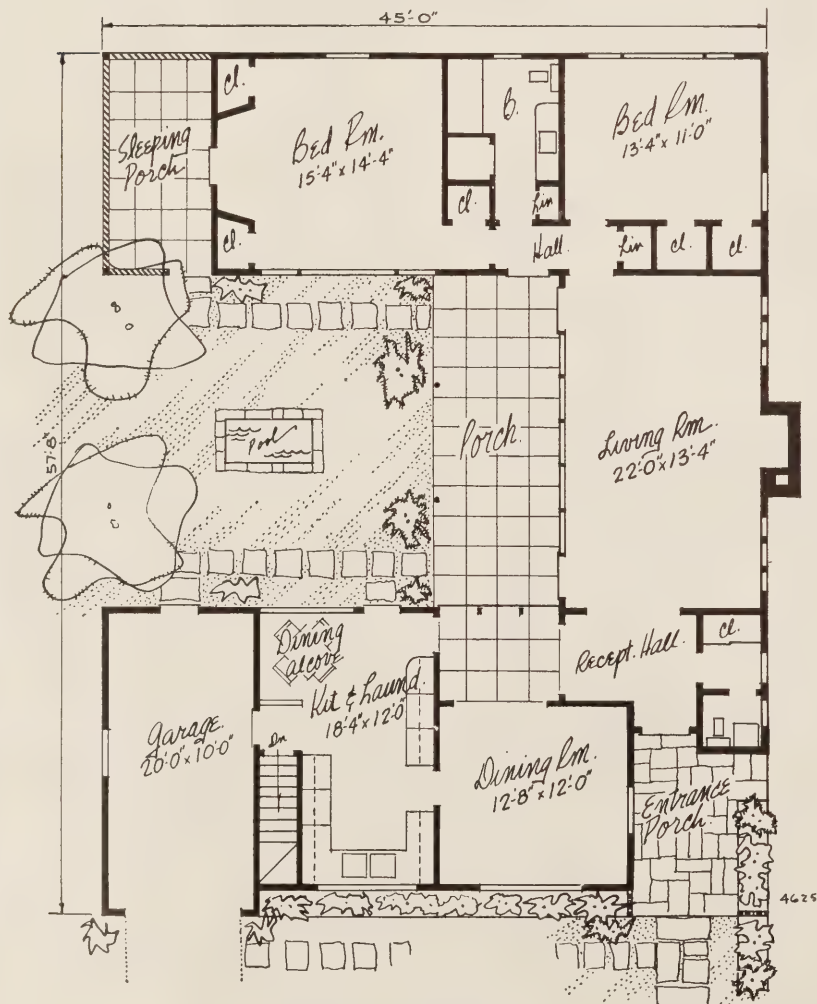 45'-0"
Sleeping
Porch
Cl.
Bed Rm.
15'-4" x 14'-4"
Cl.
B.
Cl.
Lin
Bed Rm.
13'-4" x 11'-0"
Hall.
Lin
Cl.
Cl.
57'-8"
Pool
Porch.
Living Rm.
22'-0" x 13'-4"
Dining
Alcove
Kit & Laund.
18'-4" x 12'-0"
Dn
Garage.
20'-0" x 10'-0"
Recept. Hall.
Cl.
Dining Rm.
12'-8" x 12'-0"
Entrance
Porch.
4625